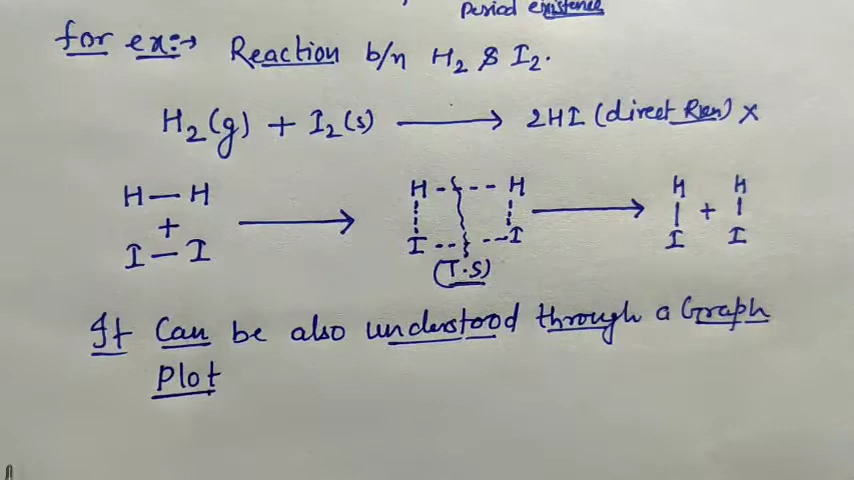 Period existence
for ex:→ Reaction b/n H₂ & I₂.
H₂(g) + I₂(s) ⟶ 2HI (direct Rxn) ×
H—H H---H H H
+ ⟶ ⟶ | + |
I—I I-- --I I I
(T.S)
It Can be also understood through a Graph
Plot